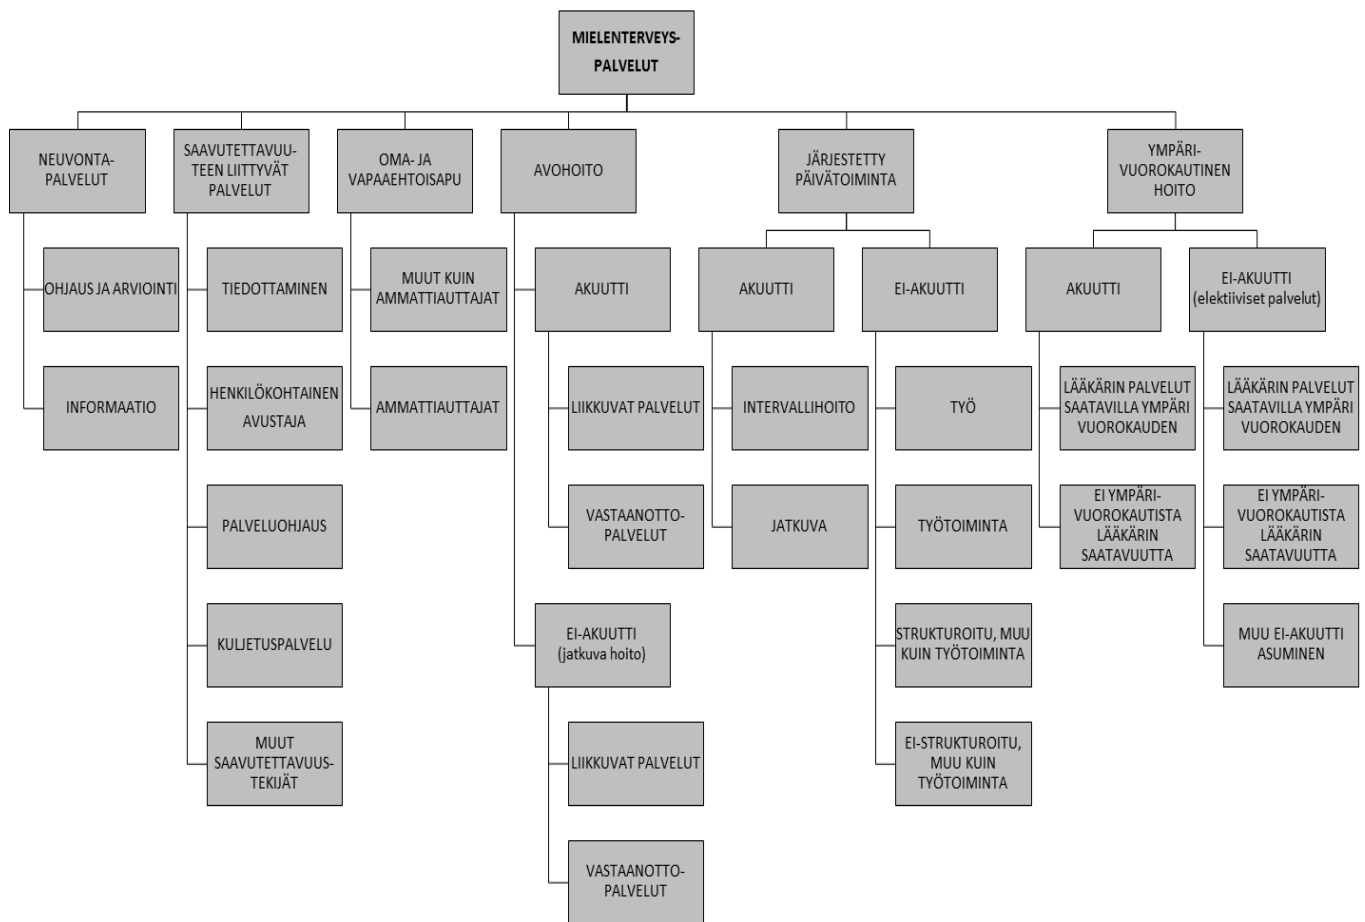 MIELENTERVEYS-
PALVELUT
NEUVONTA-
PALVELUT
OHJAUS JA ARVIOINTI
INFORMAATIO
SAAVUTETTAVUU-
TEEN LIITTYVÄT
PALVELUT
TIEDOTTAMINEN
HENKILÖKOHTAINEN
AVUSTAJA
PALVELUOHJAUS
KULJETUSPALVELU
MUUT
SAAVUTETTAVUUS-
TEKIJÄT
OMA- JA
VAPAAEHTOISAPU
MUUT KUIN
AMMATTIAUTTAJAT
AMMATTIAUTTAJAT
AVOHOITO
AKUUTTI
LIIKKUVAT PALVELUT
VASTAANOTTO-
PALVELUT
EI-AKUUTTI
(jatkuva hoito)
LIIKKUVAT PALVELUT
VASTAANOTTO-
PALVELUT
JÄRJESTETTY
PÄIVÄTOIMINTA
AKUUTTI
INTERVALLIHOITO
JATKUVA
EI-AKUUTTI
TYÖ
TYÖTOIMINTA
STRUKTUROITU, MUU
KUIN TYÖTOIMINTA
EI-STRUKTUROITU,
MUU KUIN
TYÖTOIMINTA
YMPÄRI-
VUOROKAUTINEN
HOITO
AKUUTTI
LÄÄKÄRIN PALVELUT
SAATAVILLA YMPÄRI
VUOROKAUDEN
EI YMPÄRI-
VUOROKAUTISTA
LÄÄKÄRIN
SAATAVUUTTA
EI-AKUUTTI
(elektiiviset palvelut)
LÄÄKÄRIN PALVELUT
SAATAVILLA YMPÄRI
VUOROKAUDEN
EI YMPÄRI-
VUOROKAUTISTA
LÄÄKÄRIN
SAATAVUUTTA
MUU EI-AKUUTTI
ASUMINEN